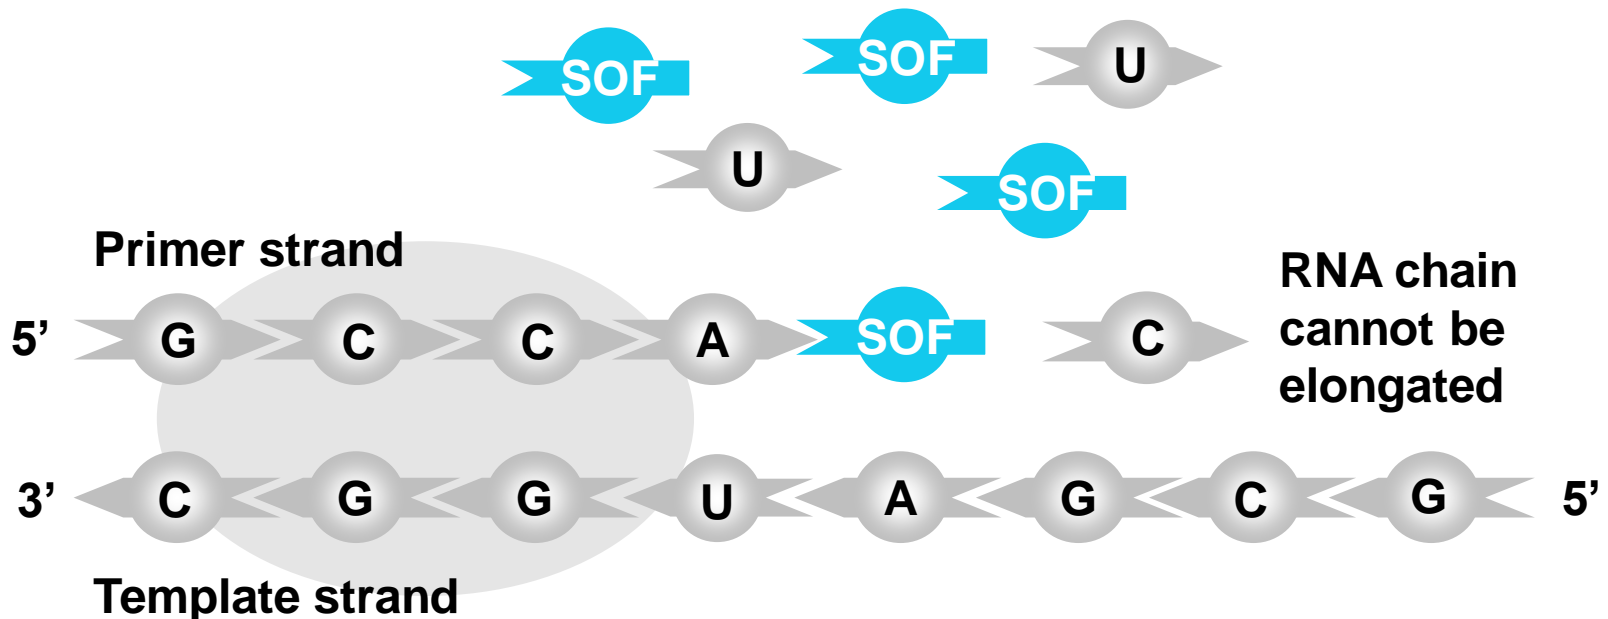 SOF SOF U
U SOF
Primer strand
5’ G C C A SOF C
RNA chain
cannot be
elongated
3’ C G G U A G C G 5’
Template strand